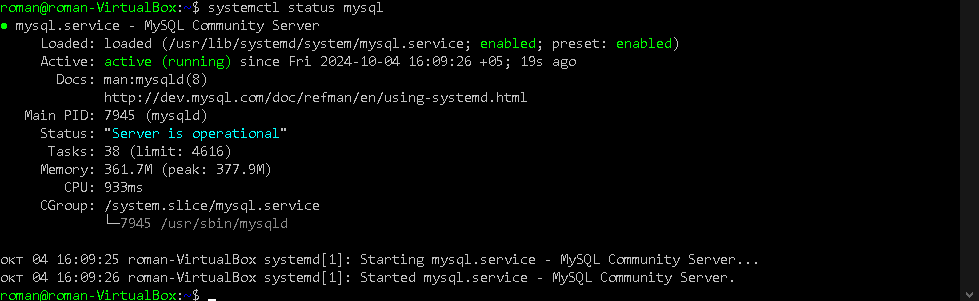 roman@roman-VirtualBox:~$ systemctl status mysql
● mysql.service - MySQL Community Server
Loaded: loaded (/usr/lib/systemd/system/mysql.service; enabled; preset: enabled)
Active: active (running) since Fri 2024-10-04 16:09:26 +05; 19s ago
Docs: man:mysqld(8)
http://dev.mysql.com/doc/refman/en/using-systemd.html
Main PID: 7945 (mysqld)
Status: "Server is operational"
Tasks: 38 (limit: 4616)
Memory: 361.7M (peak: 377.9M)
CPU: 933ms
CGroup: /system.slice/mysql.service
└─7945 /usr/sbin/mysqld
окт 04 16:09:25 roman-VirtualBox systemd[1]: Starting mysql.service - MySQL Community Server...
окт 04 16:09:26 roman-VirtualBox systemd[1]: Started mysql.service - MySQL Community Server.
roman@roman-VirtualBox:~$